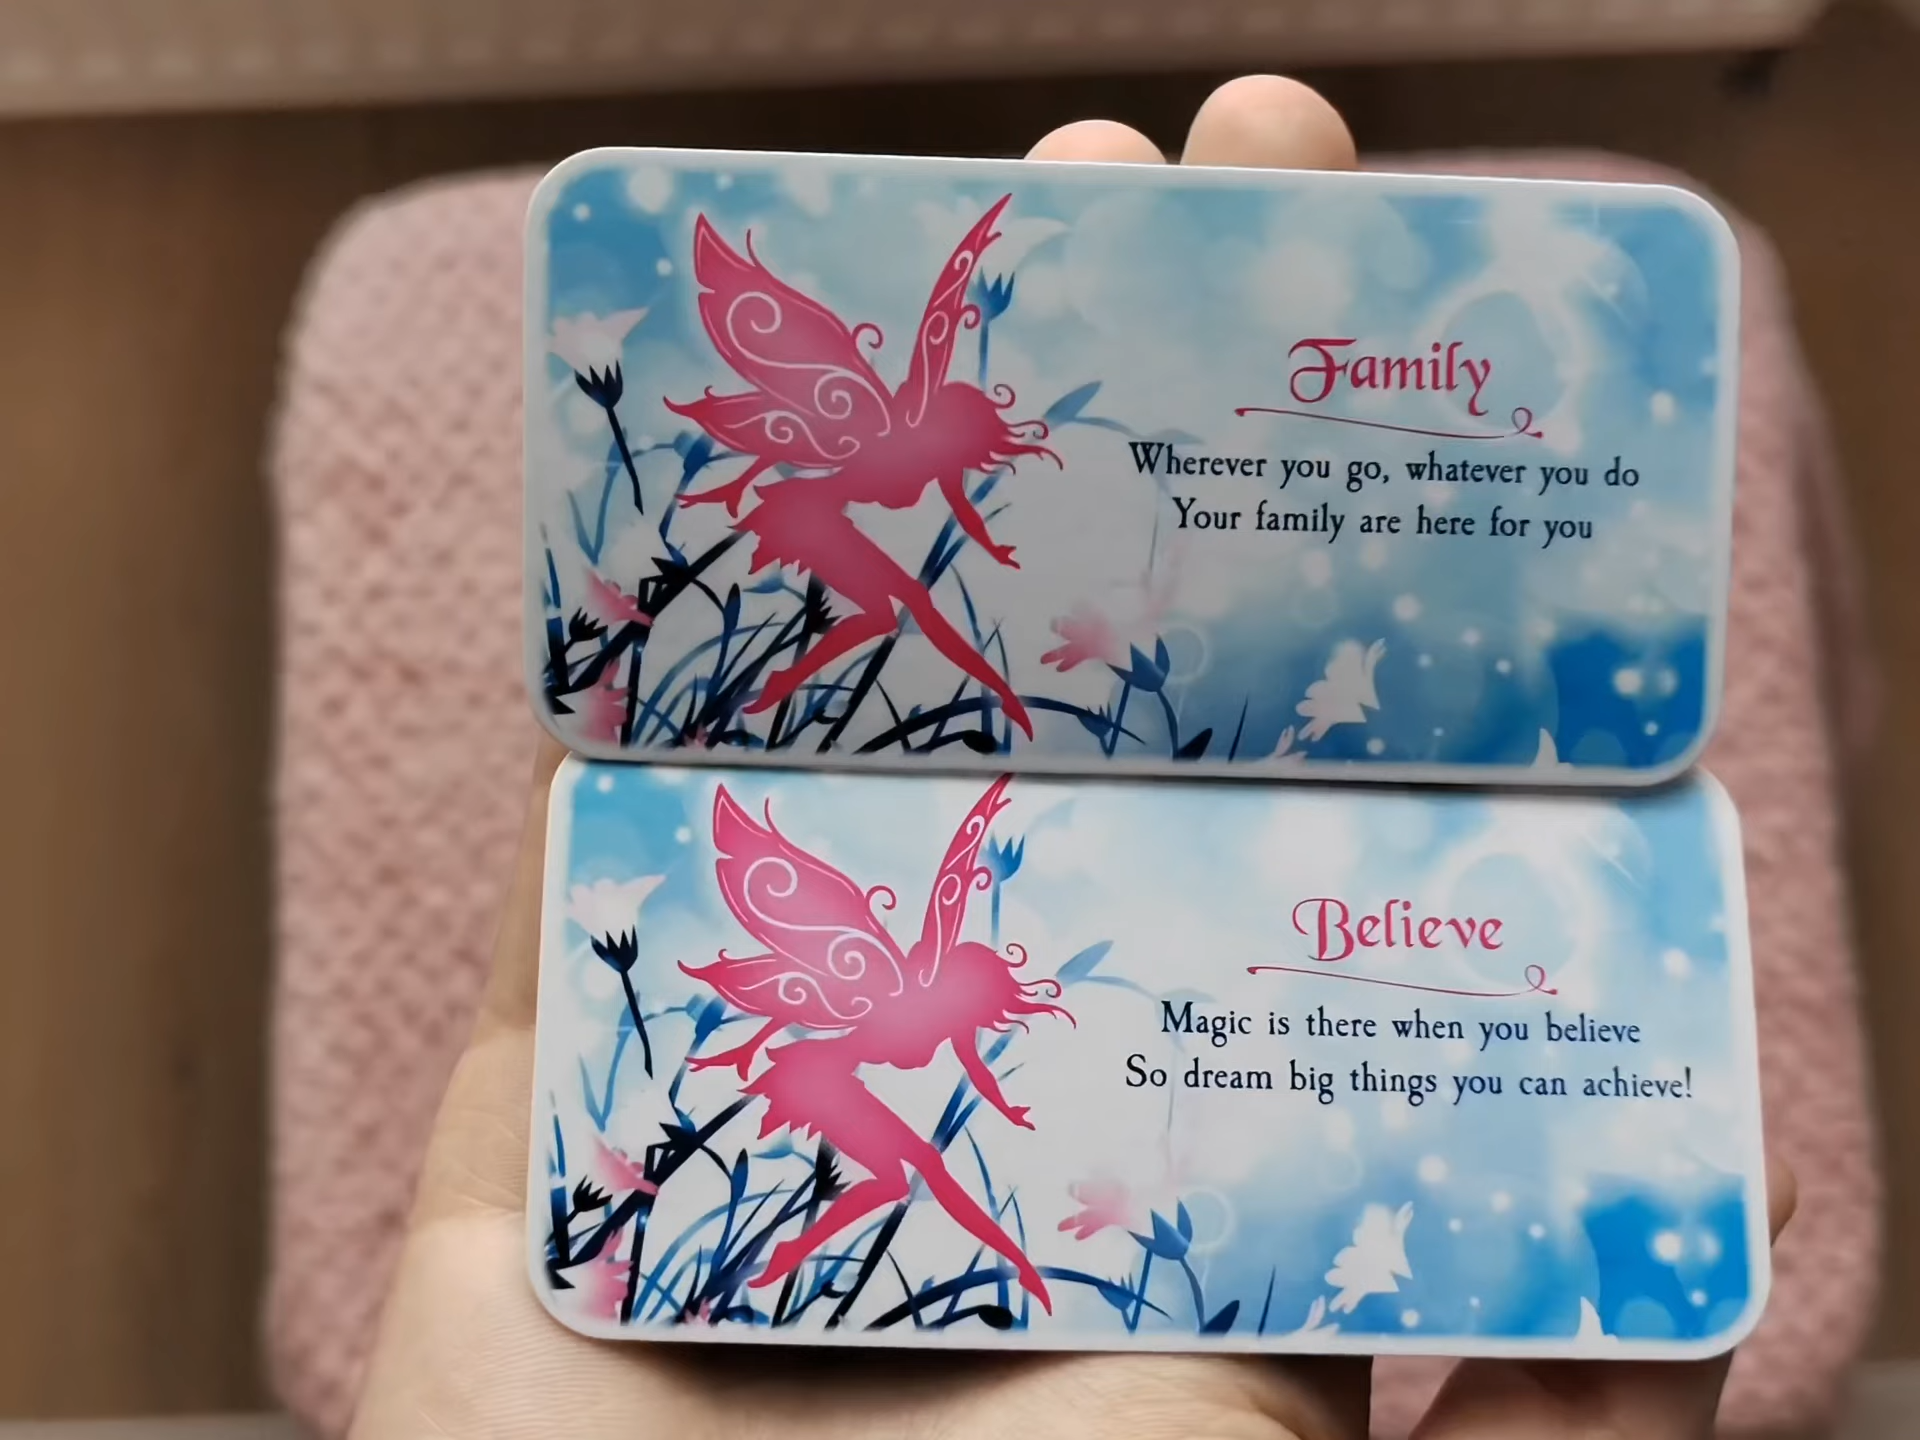 Family
Wherever you go, whatever you do
Your family are here for you
Believe
Magic is there when you believe
So dream big things you can achieve!